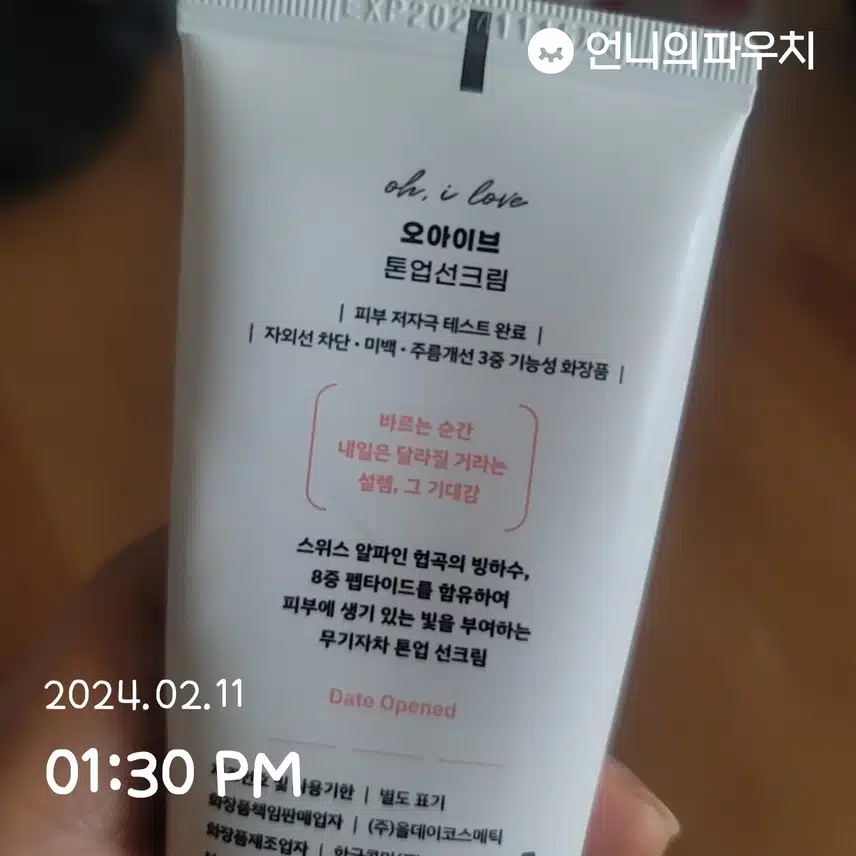 언니의파우치
oh, i love
오아이브
톤업선크림
| 피부 저자극 테스트 완료 |
| 자외선 차단 · 미백 · 주름개선 3중 기능성 화장품 |
바르는 순간
내일은 달라질 거라는
설렘, 그 기대감
스위스 알파인 협곡의 빙하수,
8중 펩타이드를 함유하여
피부에 생기 있는 빛을 부여하는
무기자차 톤업 선크림
Date Opened
2024.02.11
01:30 PM
및 사용기한 | 별도 표기
화장품책임판매업자 | (주)올데이코스메틱
화장품제조업자 |